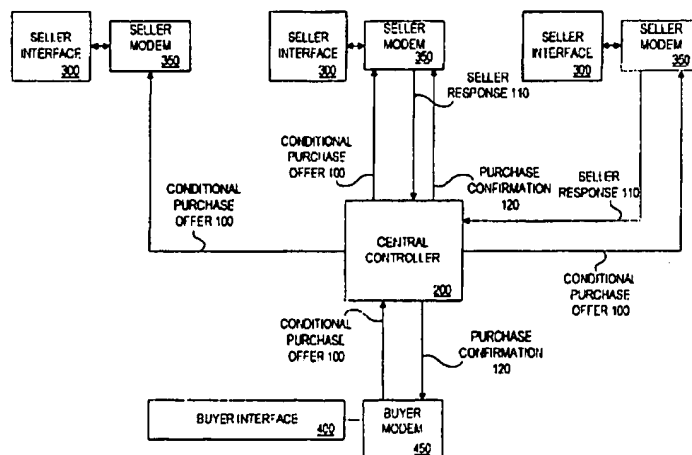 SELLER
INTERFACE
300
SELLER
MODEM
350
SELLER
INTERFACE
300
SELLER
MODEM
350
SELLER
INTERFACE
300
SELLER
MODEM
350
SELLER
RESPONSE 110
CONDITIONAL
PURCHASE
OFFER 100
PURCHASE
CONFIRMATION
120
SELLER
RESPONSE 110
CONDITIONAL
PURCHASE
OFFER 100
CENTRAL
CONTROLLER
200
CONDITIONAL
PURCHASE
OFFER 100
CONDITIONAL
PURCHASE
OFFER 100
PURCHASE
CONFIRMATION
120
BUYER INTERFACE
400
BUYER
MODEM
450